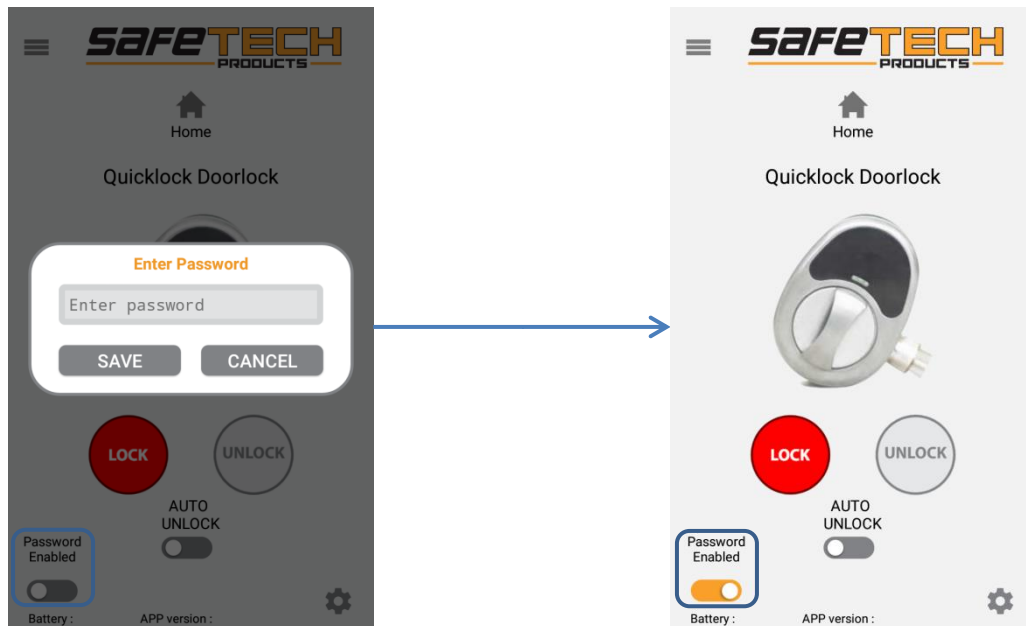 SAFETECH
PRODUCTS
Home
Quicklock Doorlock
Enter Password
Enter password
SAVE
CANCEL
LOCK
UNLOCK
AUTO
UNLOCK
Password
Enabled
Battery :
APP version :
SAFETECH
PRODUCTS
Home
Quicklock Doorlock
LOCK
UNLOCK
AUTO
UNLOCK
Password
Enabled
Battery :
APP version :